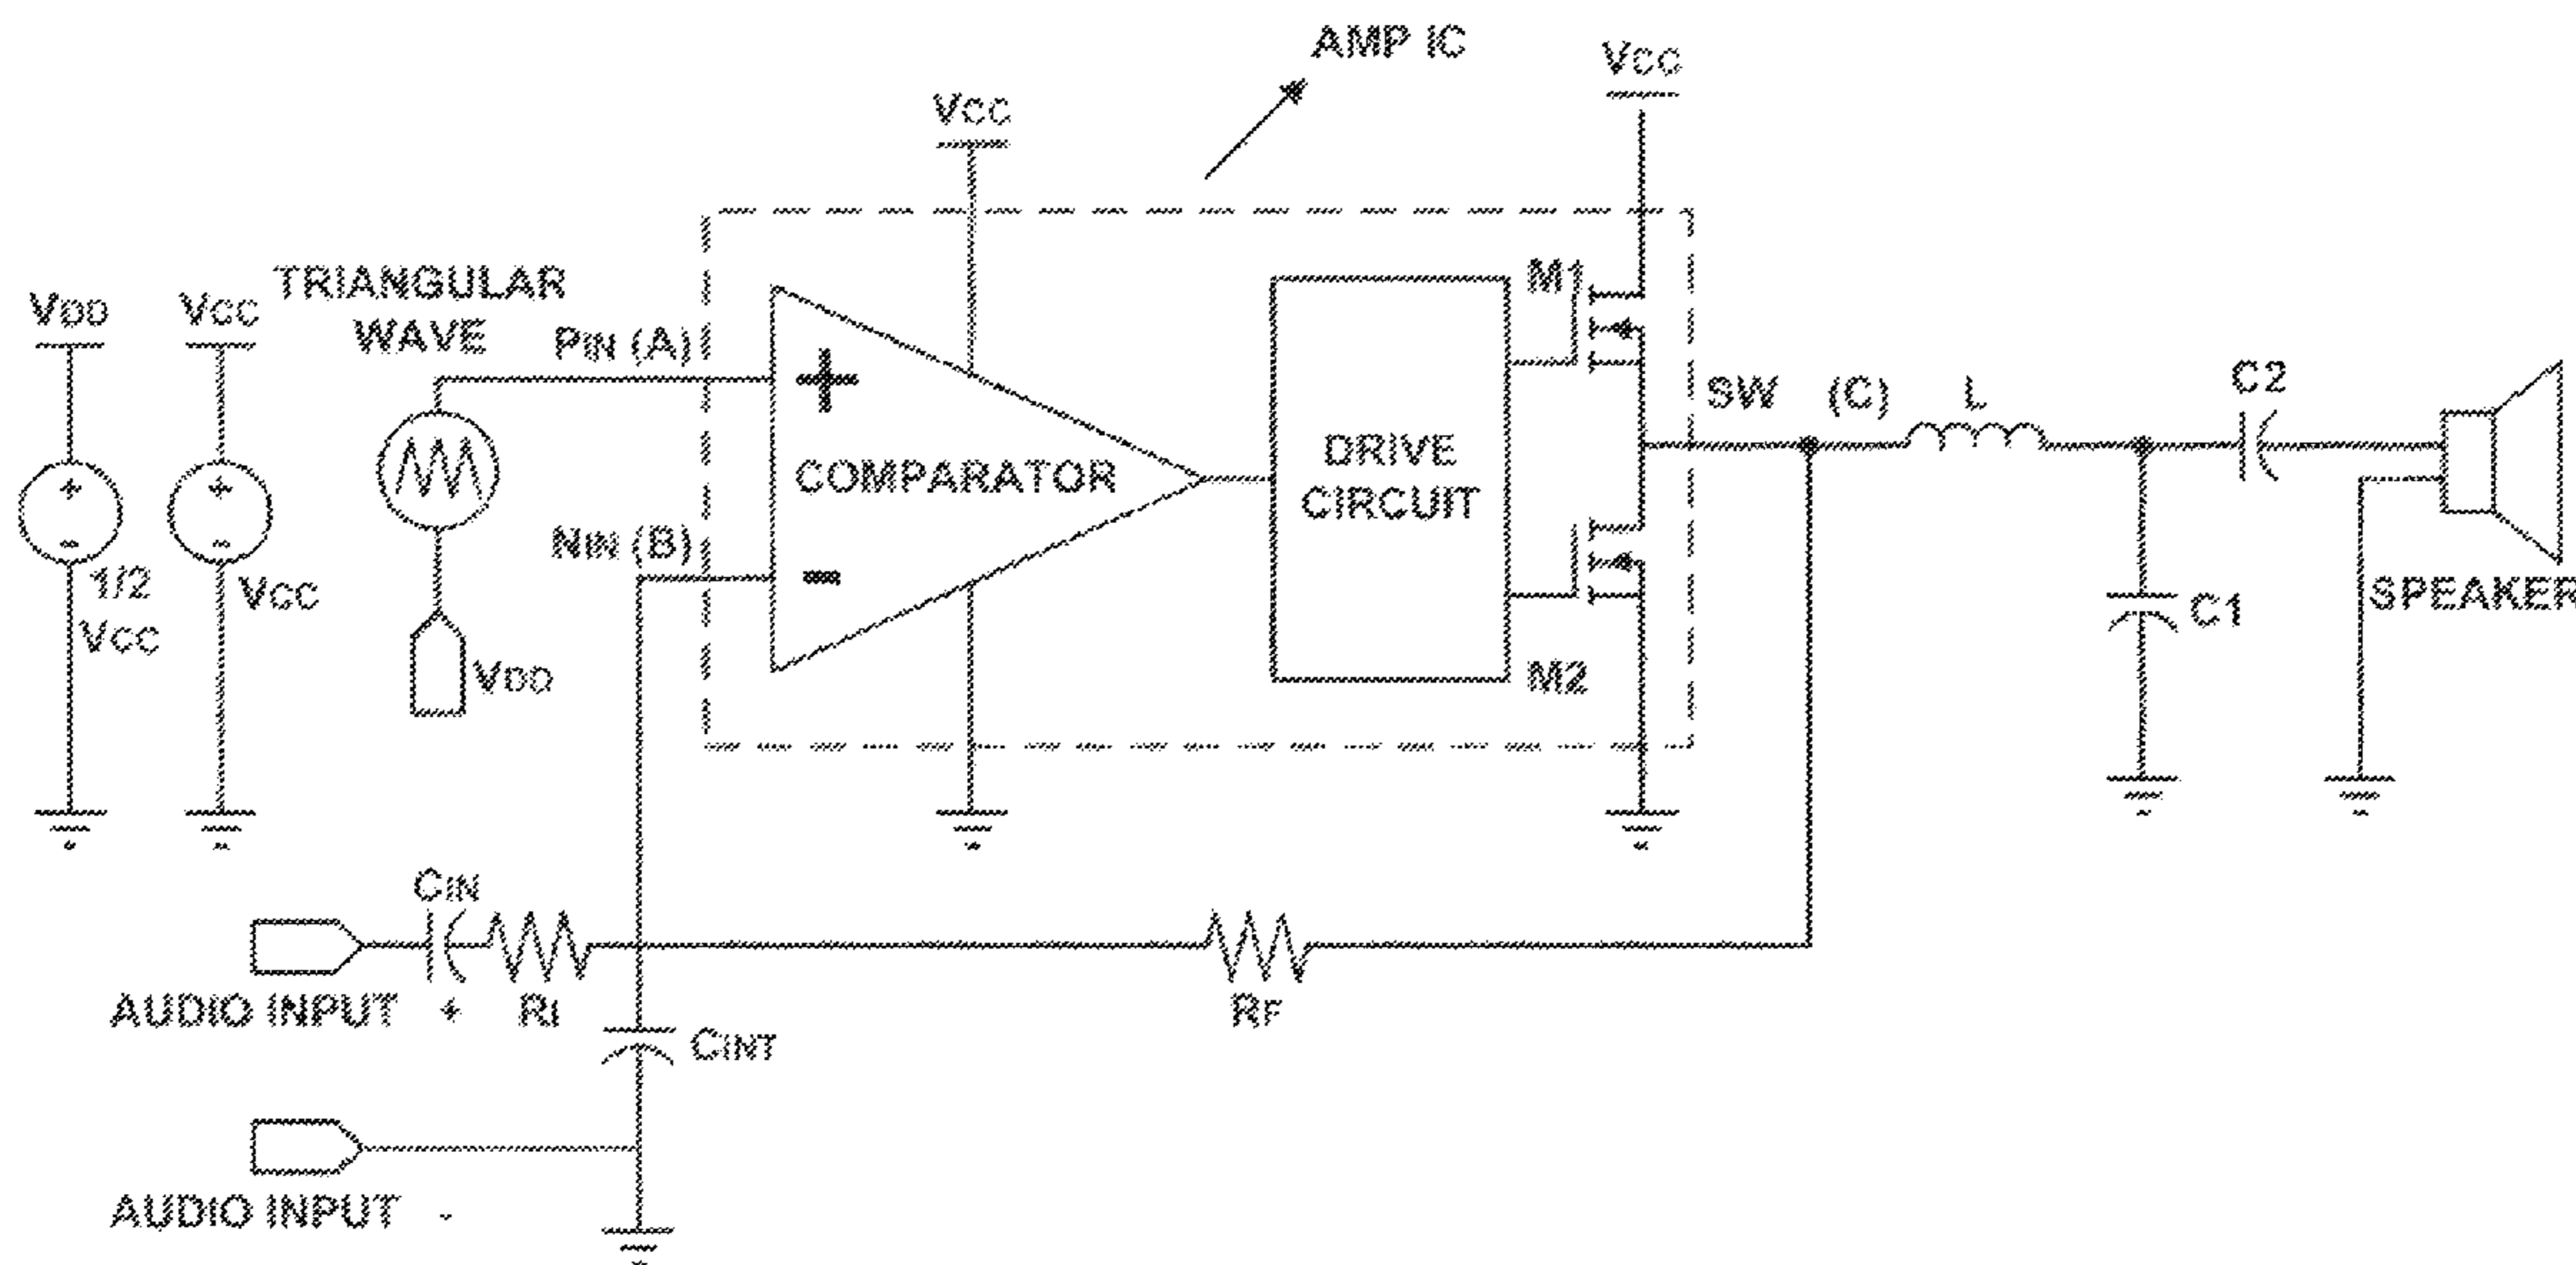 AMP IC
VCC
VCC
TRIANGULAR
WAVE
VDD
VCC
PIN (A)
M1
+
SW (C)
L
C2
COMPARATOR
DRIVE
CIRCUIT
+
-
+
-
NIN (B)
-
1/2
VCC
VCC
SPEAKER
C1
VDD
M2
CIN
AUDIO INPUT +
RI
RF
CINT
AUDIO INPUT -